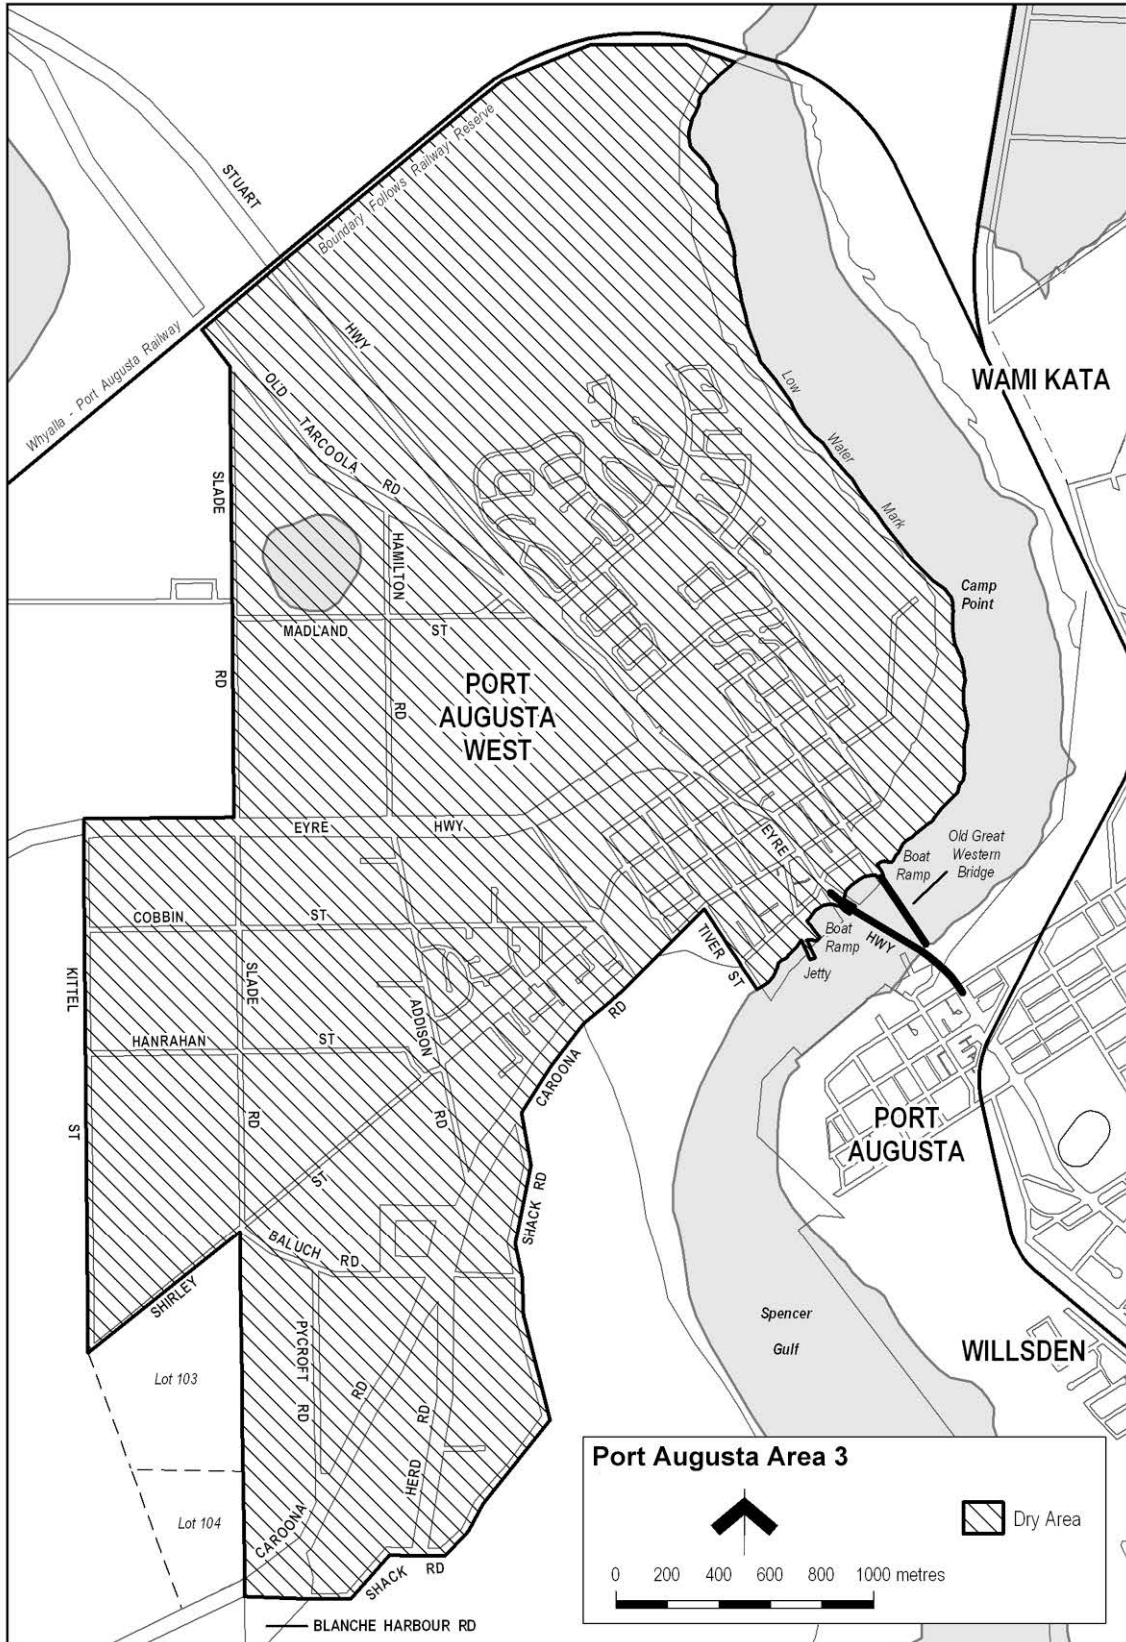 STUART
HWY
Boundary Follows Railway Reserve
Whyalla - Port Augusta Railway
WAMI KATA
OLD TARCOOLA RD
Low Water Mark
SLADE
RD
HAMILTON
RD
Camp
Point
MADLAND ST
PORT
AUGUSTA
WEST
EYRE HWY
EYRE
HWY
Old Great
Western
Bridge
Boat
Ramp
Boat
Ramp
Jetty
COBBIN ST
TIVER ST
KITTEL
ST
SLADE
RD
ADDISON
RD
HANRAHAN ST
CAROONA RD
PORT
AUGUSTA
SHACK RD
SHIRLEY ST
BALUCH RD
PYCROFT
RD
Spencer
Gulf
WILLSDEN
Lot 103
CAROONA RD
HERD RD
Lot 104
SHACK RD
BLANCHE HARBOUR RD
Port Augusta Area 3
Dry Area
0 200 400 600 800 1000 metres